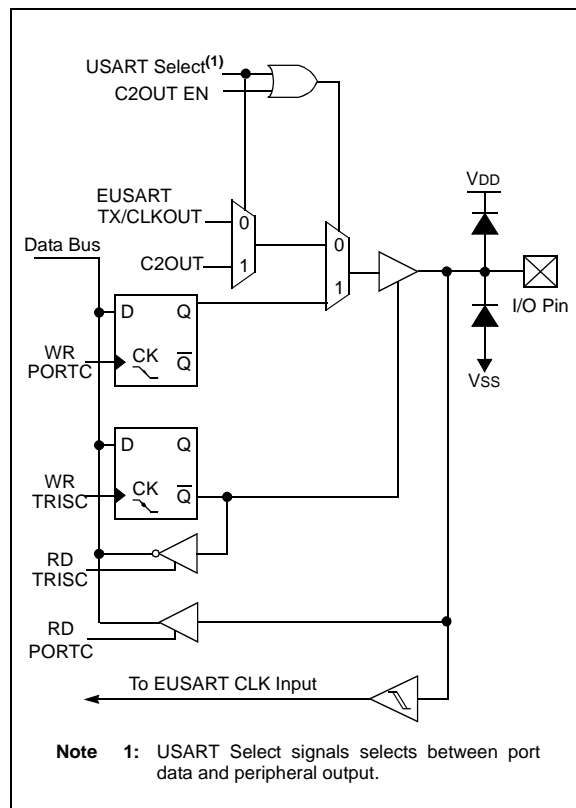 USART Select(1)
C2OUT EN
EUSART
TX/CLKOUT
0
1
C2OUT
0
1
VDD
I/O Pin
VSS
Data Bus
D Q
CK Q
WR
PORTC
D Q
CK Q
WR
TRISC
RD
TRISC
RD
PORTC
To EUSART CLK Input
Note 1: USART Select signals selects between port
data and peripheral output.